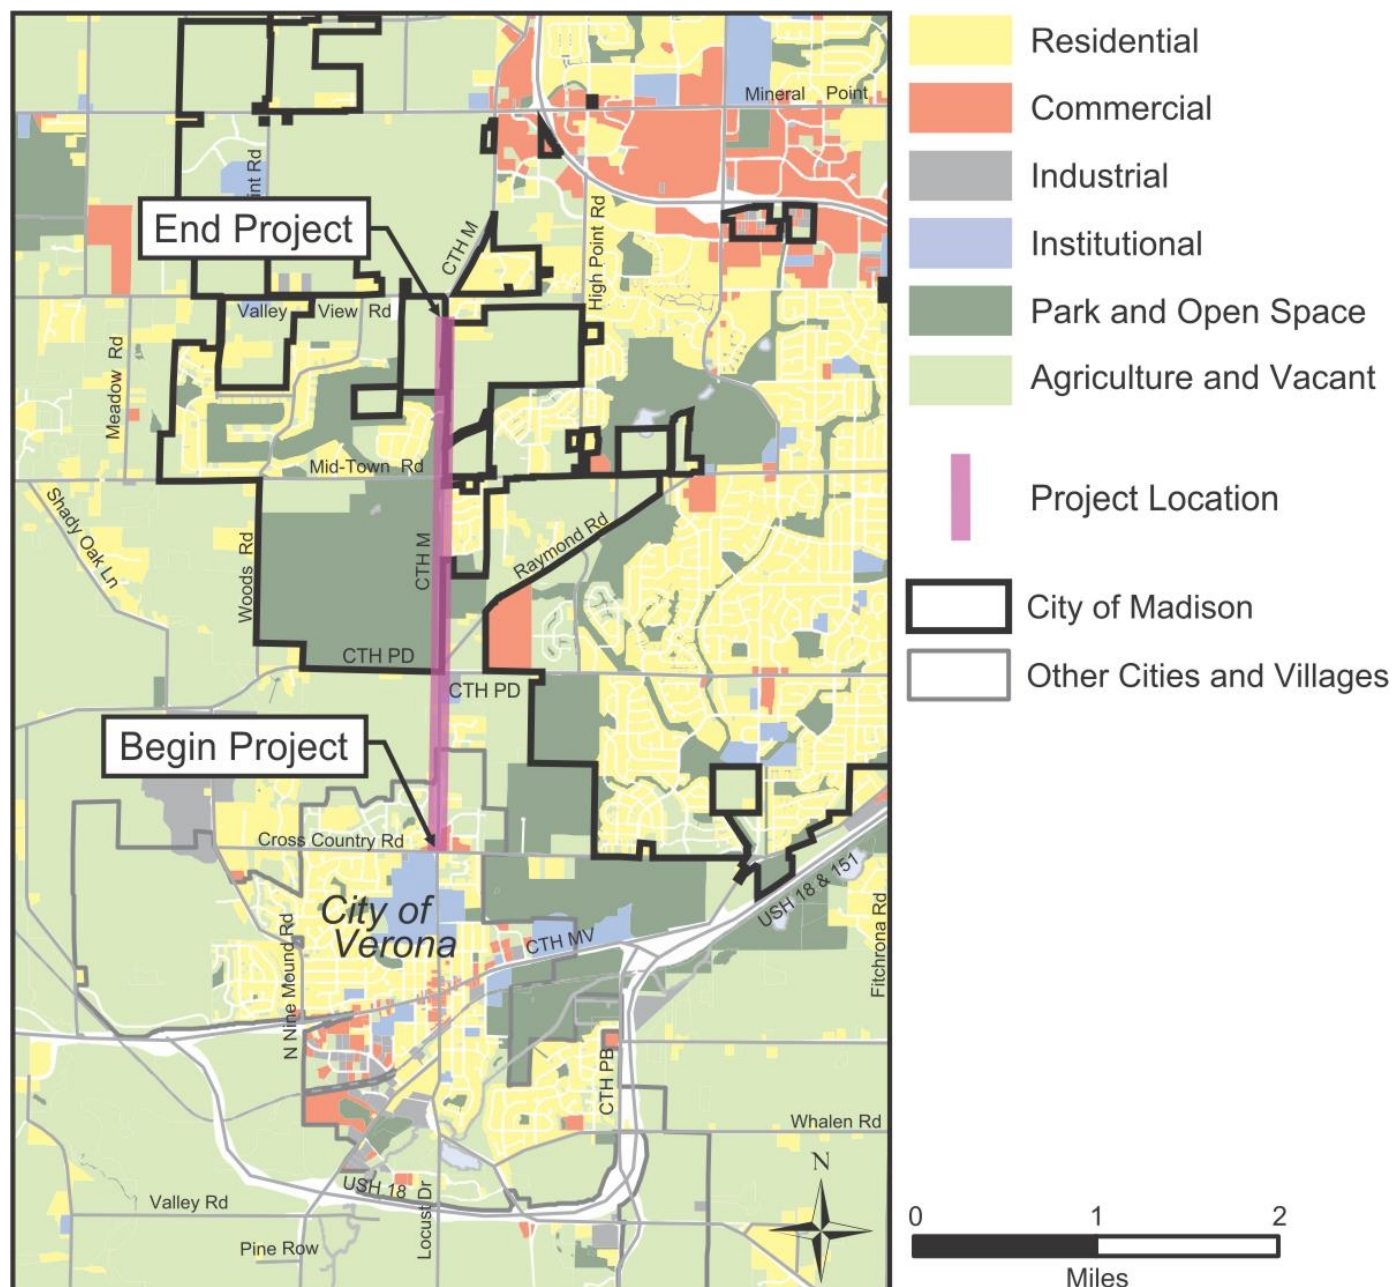 Mineral Point
int Rd
End Project
CTH M
High Point Rd
Valley View Rd
Meadow Rd
Mid-Town Rd
Shady Oak Ln
Woods Rd
CTH M
Raymond Rd
CTH PD
CTH PD
Begin Project
Cross Country Rd
USH 18 & 151
City of
Verona
CTH MV
N Nine Mound Rd
Fitchrona Rd
CTH PB
Whalen Rd
USH 18
Valley Rd
Locust Dr
Pine Row
N
Residential
Commercial
Industrial
Institutional
Park and Open Space
Agriculture and Vacant
Project Location
City of Madison
Other Cities and Villages
0 1 2
Miles